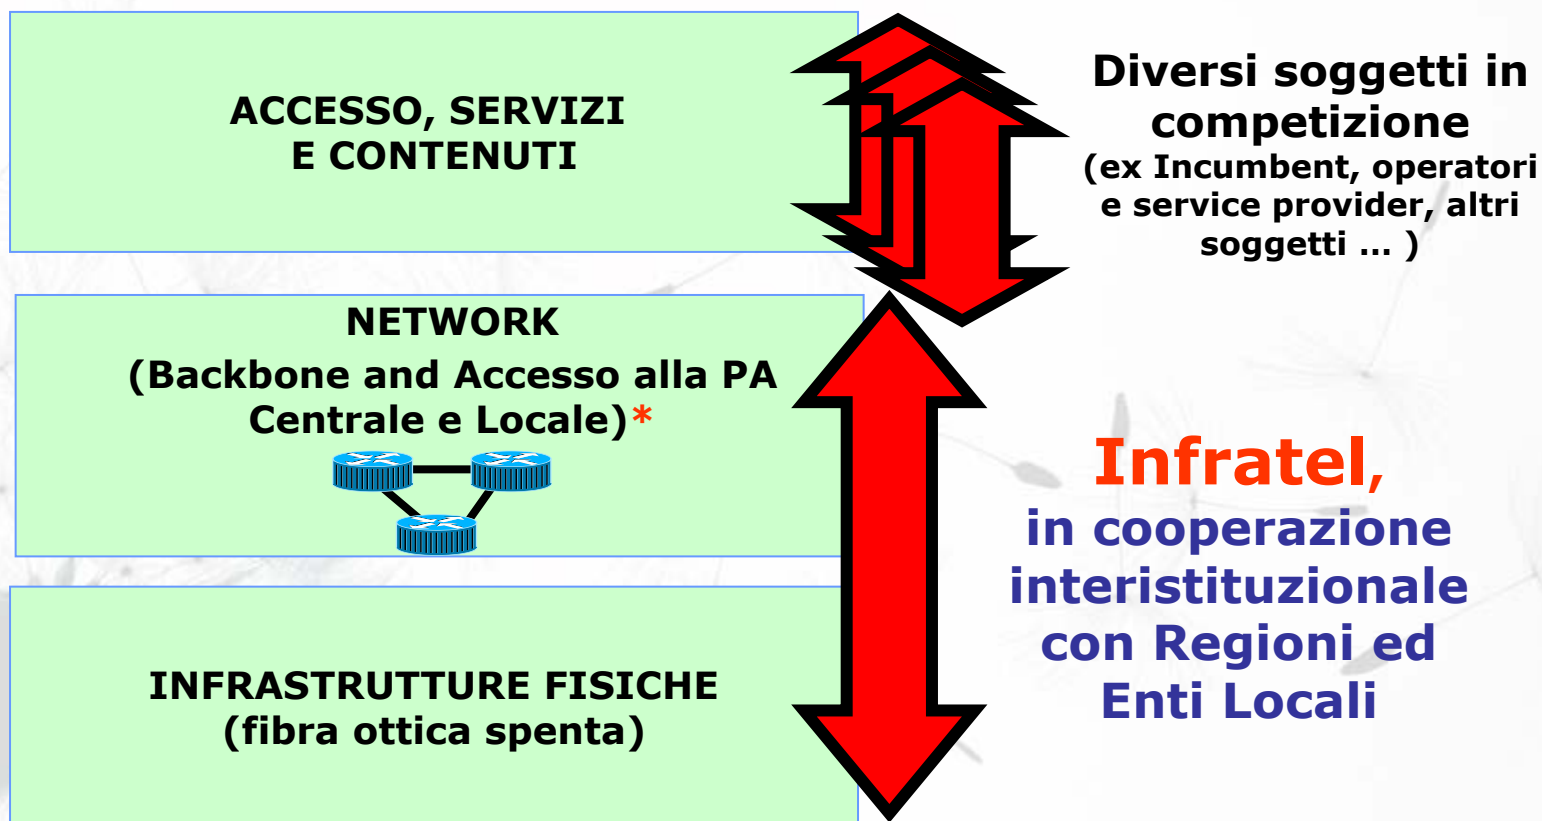 ACCESSO, SERVIZI
E CONTENUTI
Diversi soggetti in
competizione
(ex Incumbent, operatori
e service provider, altri
soggetti … )
NETWORK
(Backbone and Accesso alla PA
Centrale e Locale)*
Infratel,
in cooperazione
interistituzionale
con Regioni ed
Enti Locali
INFRASTRUTTURE FISICHE
(fibra ottica spenta)